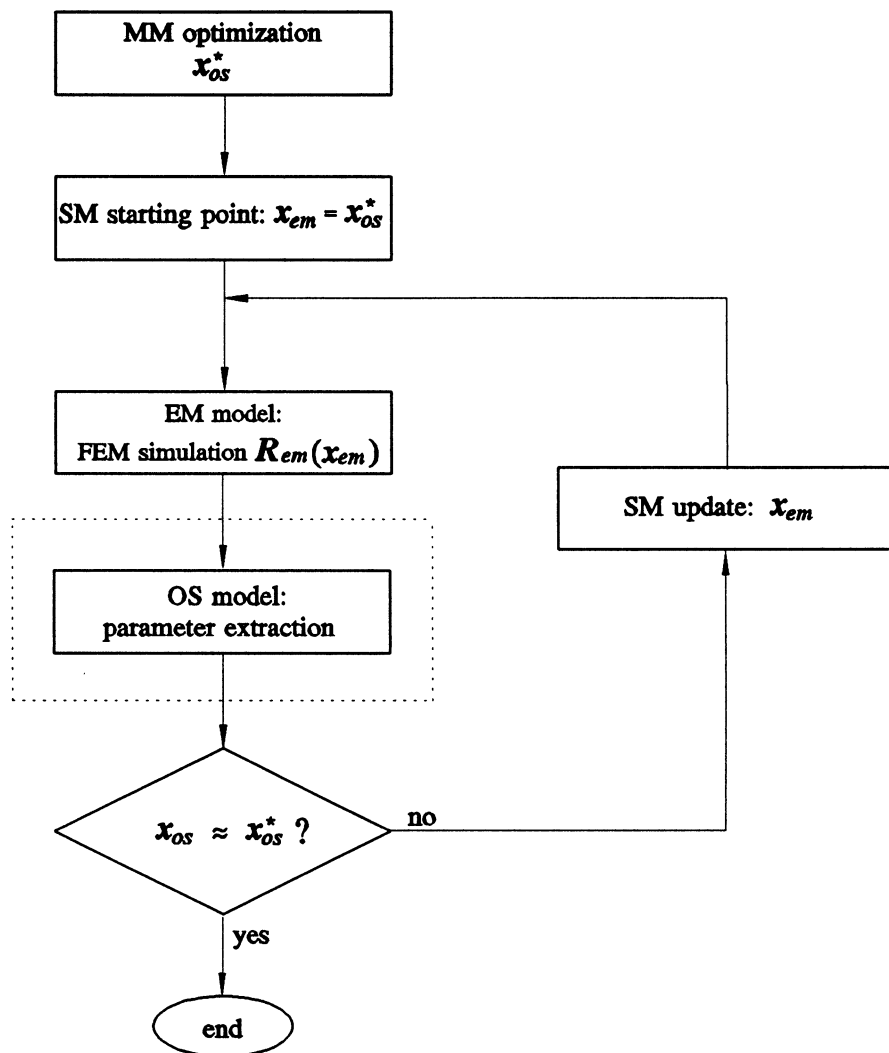 MM optimization
x*os
SM starting point: xem = x*os
EM model:
FEM simulation Rem(xem)
SM update: xem
OS model:
parameter extraction
xos ≈ x*os ?
no
yes
end